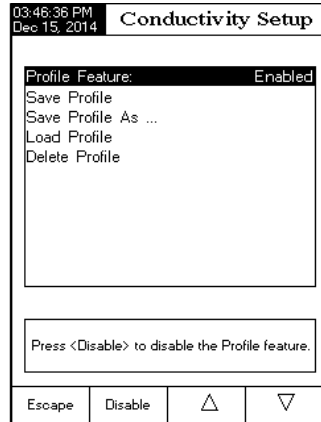 03:46:36 PM
Dec 15, 2014
Conductivity Setup
Profile Feature: Enabled
Save Profile
Save Profile As ...
Load Profile
Delete Profile
Press <Disable> to disable the Profile feature.
Escape Disable △ ▽